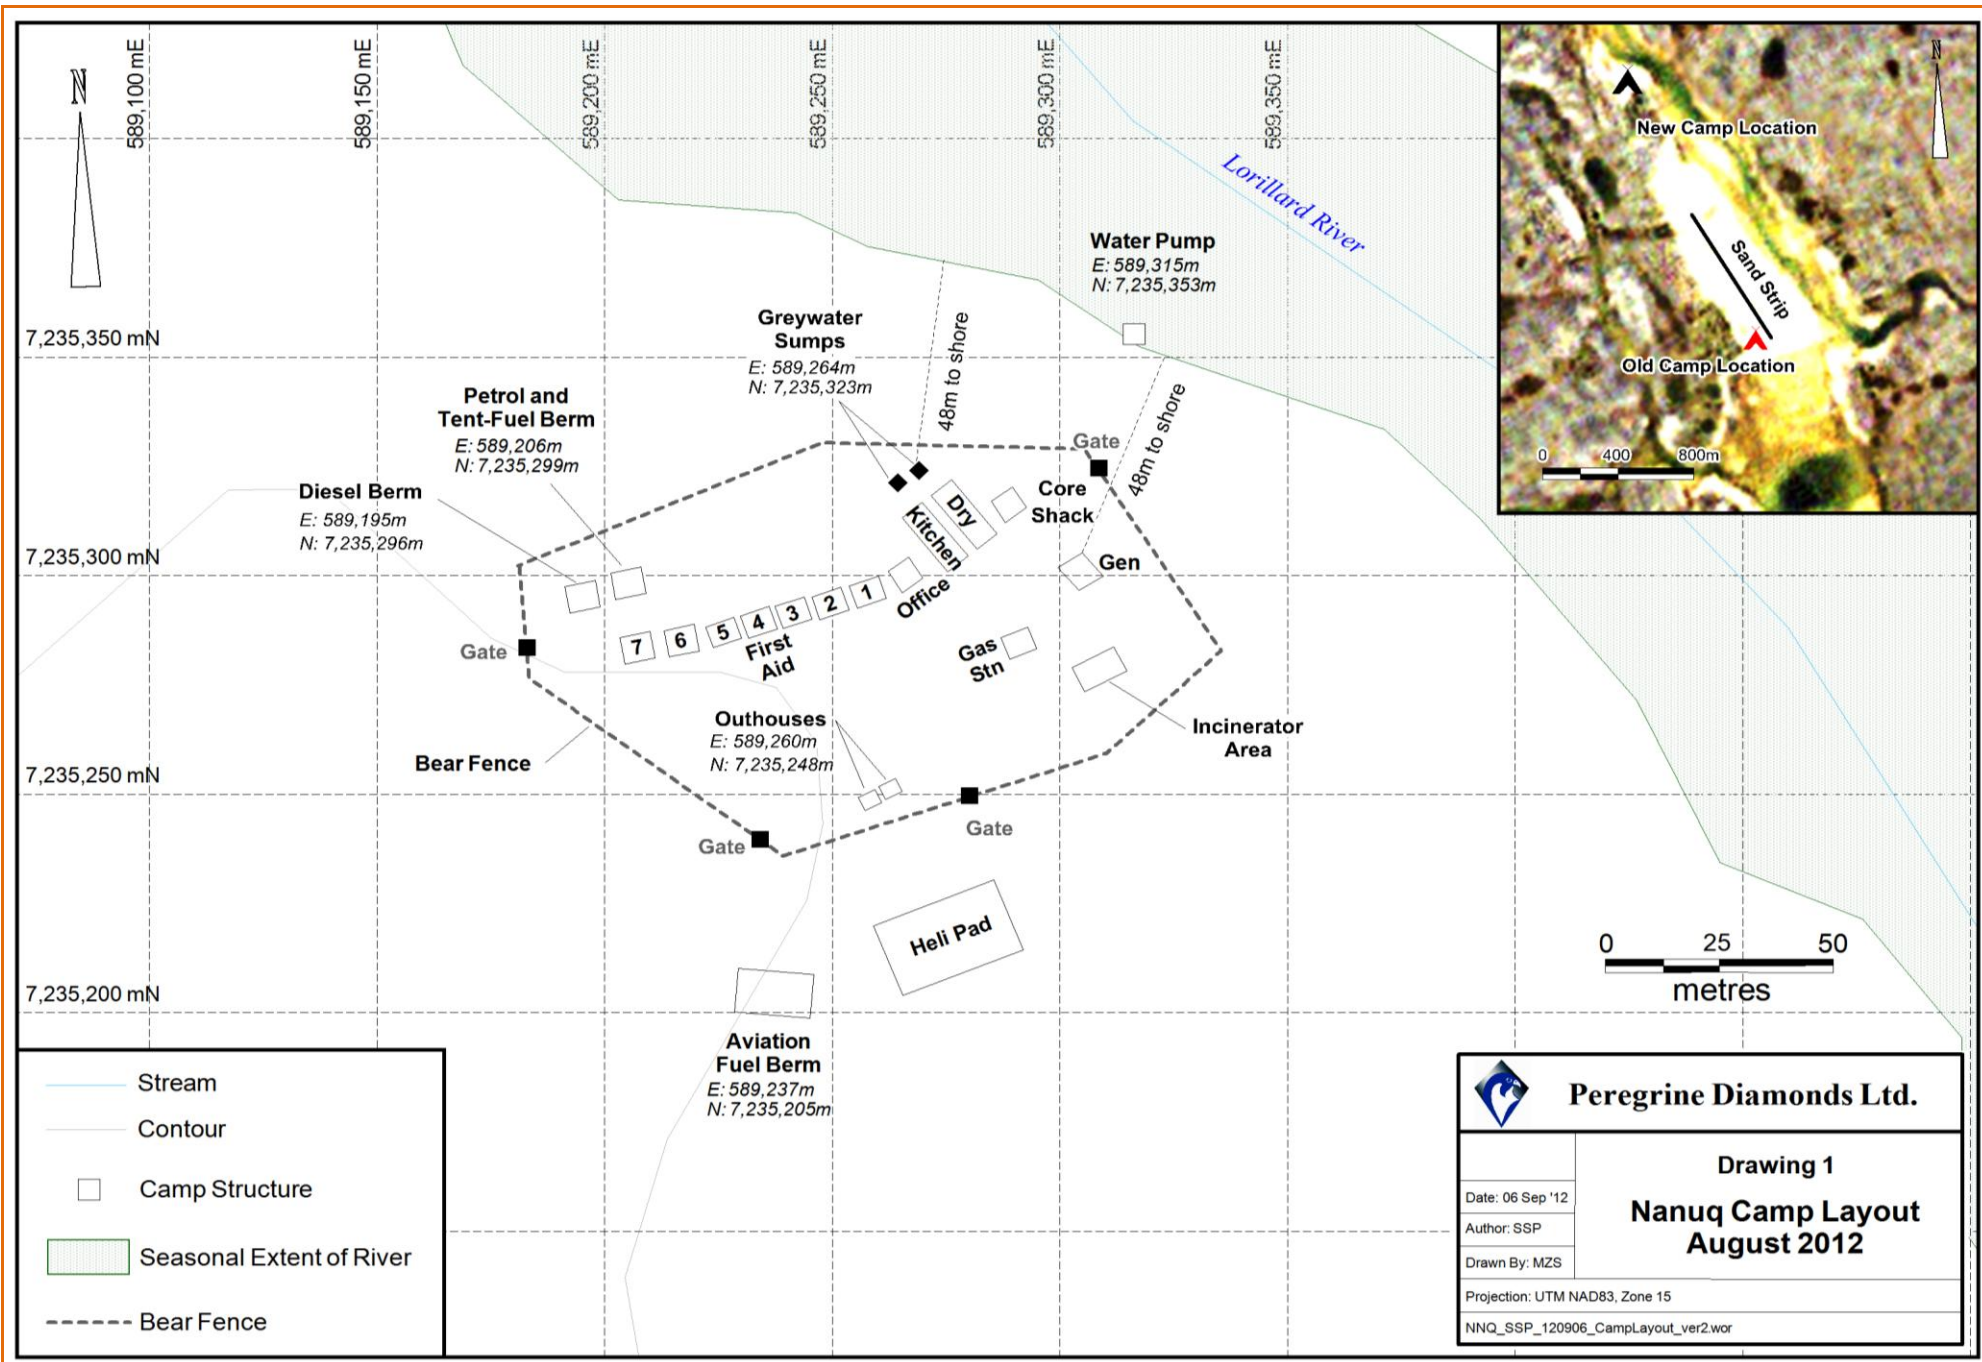 589,100 mE
589,150 mE
589,200 mE
589,250 mE
589,300 mE
589,350 mE
N
7,235,350 mN
7,235,300 mN
7,235,250 mN
7,235,200 mN
Lorillard River
Water Pump
E: 589,315m
N: 7,235,353m
Greywater
Sumps
E: 589,264m
N: 7,235,323m
48m to shore
48m to shore
Petrol and
Tent-Fuel Berm
E: 589,206m
N: 7,235,299m
Diesel Berm
E: 589,195m
N: 7,235,296m
Gate
Core
Shack
Dry
Kitchen
Office
Gen
1
2
3
4
5
6
7
First
Aid
Gas
Stn
Gate
Outhouses
E: 589,260m
N: 7,235,248m
Incinerator
Area
Bear Fence
Gate
Gate
Heli Pad
Aviation
Fuel Berm
E: 589,237m
N: 7,235,205m
N
New Camp Location
Sand Strip
Old Camp Location
0 400 800m
0 25 50
metres
Stream
Contour
Camp Structure
Seasonal Extent of River
Bear Fence
Peregrine Diamonds Ltd.
Drawing 1
Nanuq Camp Layout
August 2012
Date: 06 Sep '12
Author: SSP
Drawn By: MZS
Projection: UTM NAD83, Zone 15
NNQ_SSP_120906_CampLayout_ver2.wor